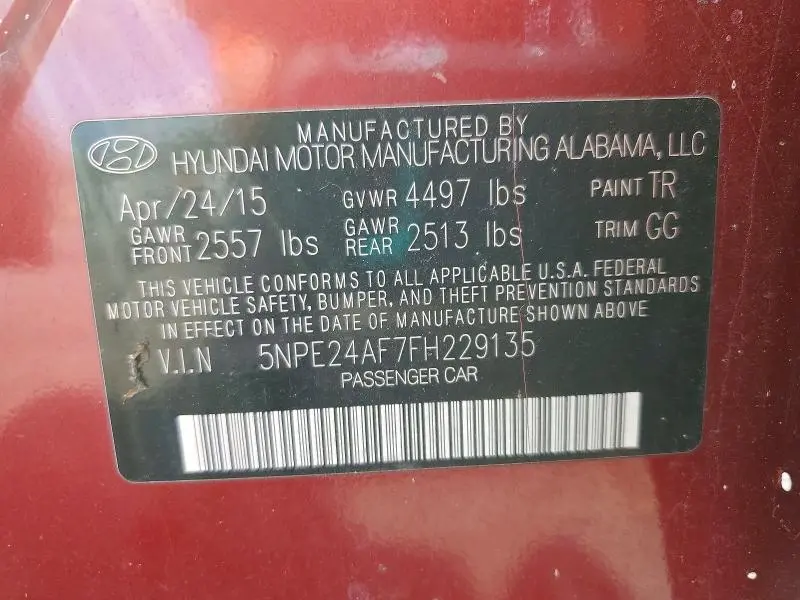 MANUFACTURED BY
HYUNDAI MOTOR MANUFACTURING ALABAMA, LLC
Apr/24/15 GVWR 4497 lbs PAINT TR
GAWR FRONT 2557 lbs GAWR REAR 2513 lbs TRIM GG
THIS VEHICLE CONFORMS TO ALL APPLICABLE U.S.A. FEDERAL
MOTOR VEHICLE SAFETY, BUMPER, AND THEFT PREVENTION STANDARDS
IN EFFECT ON THE DATE OF MANUFACTURE SHOWN ABOVE
V.I.N 5NPE24AF7FH229135
PASSENGER CAR